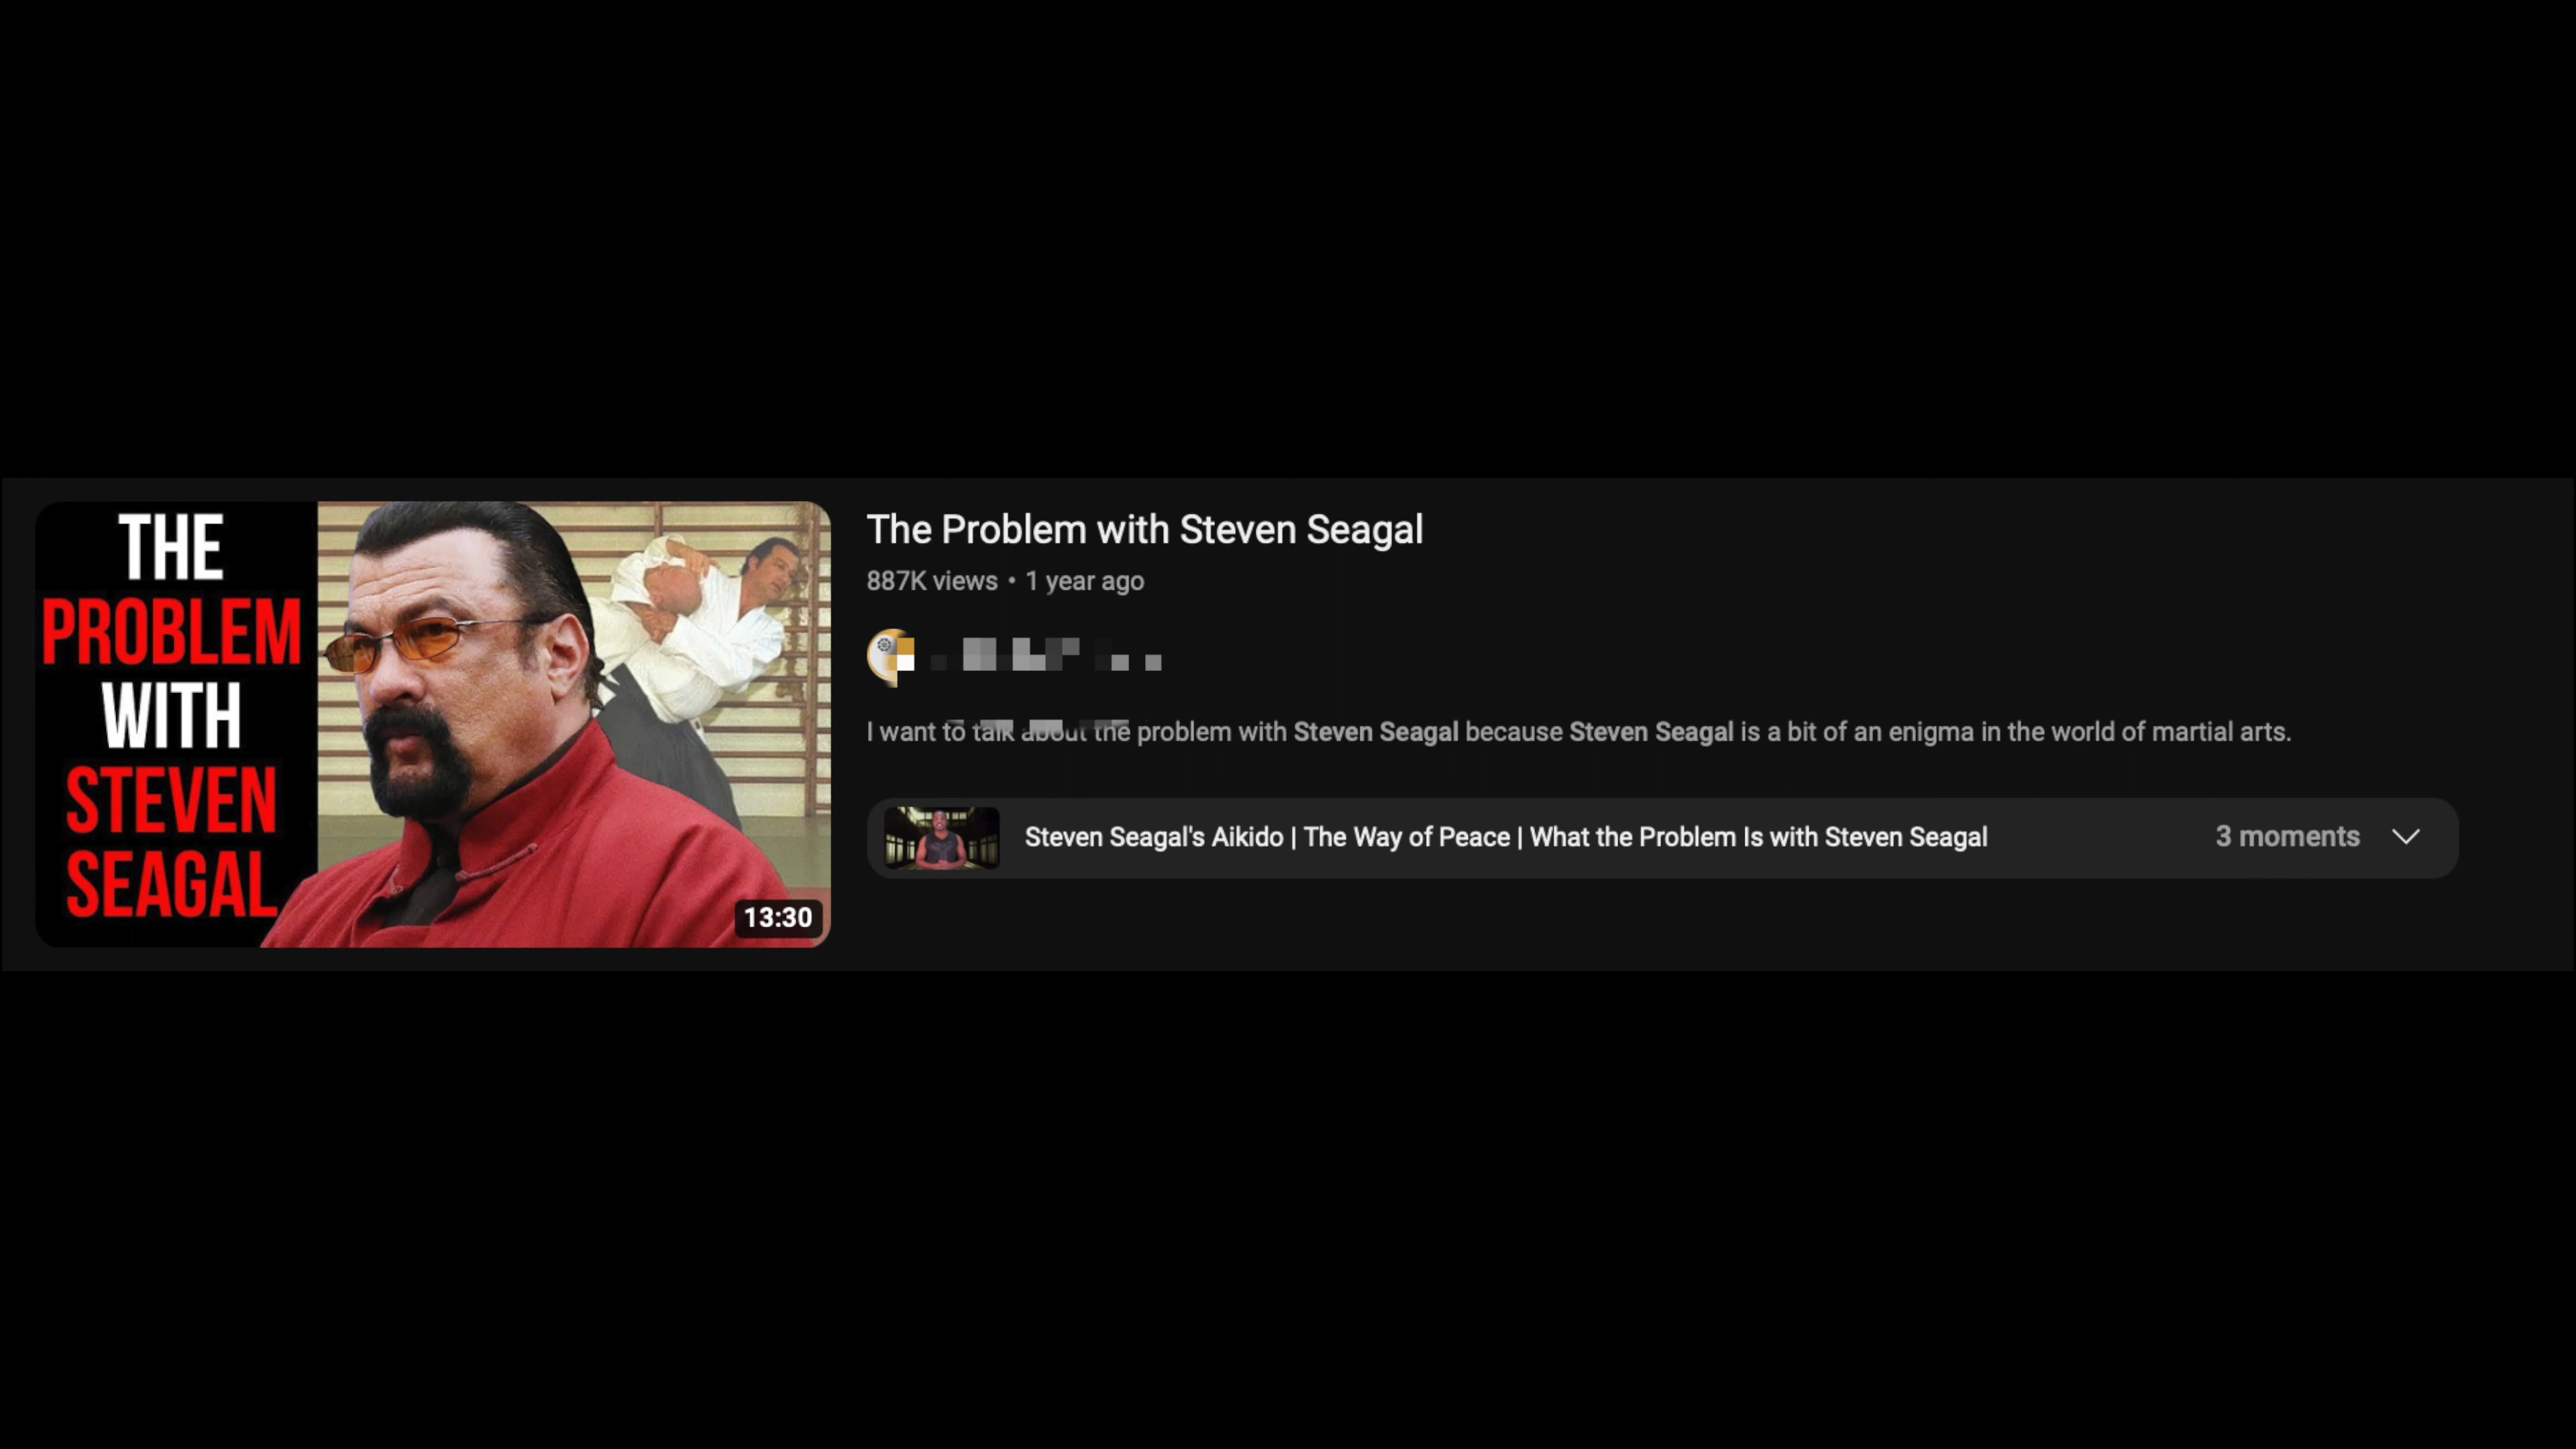 THE
PROBLEM
WITH
STEVEN
SEAGAL
13:30
The Problem with Steven Seagal
887K views • 1 year ago
I want to talk about the problem with Steven Seagal because Steven Seagal is a bit of an enigma in the world of martial arts.
Steven Seagal's Aikido | The Way of Peace | What the Problem Is with Steven Seagal
3 moments